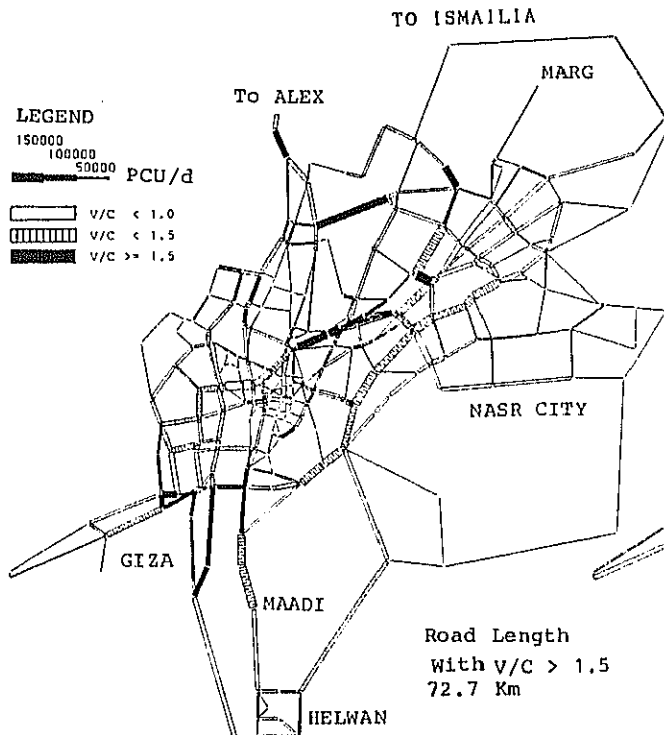 TO ISMAILIA
MARG
To ALEX
LEGEND
150000
100000
50000 PCU/d
V/C < 1.0
V/C < 1.5
V/C >= 1.5
NASR CITY
GIZA
MAADI
Road Length
With V/C > 1.5
72.7 Km
HELWAN